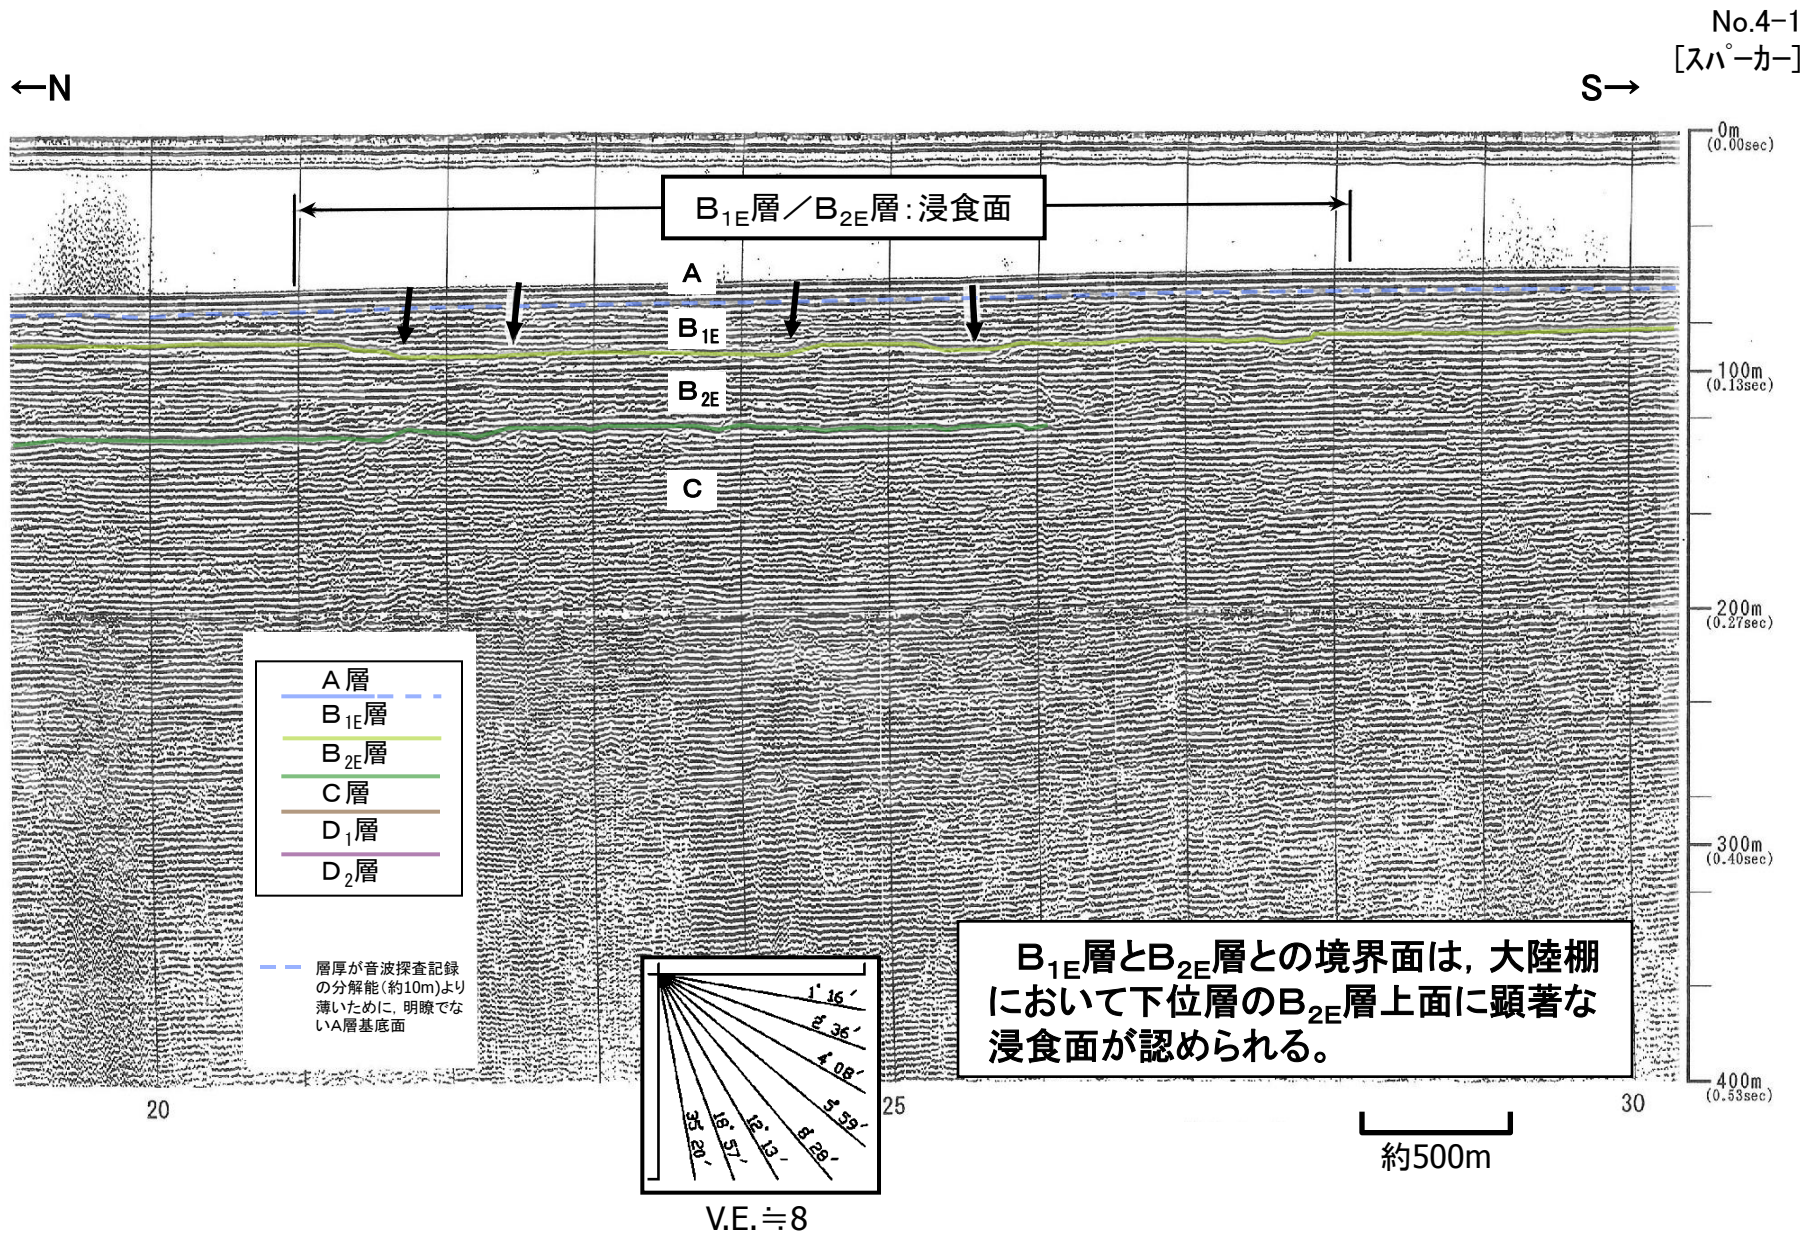 No.4-1
[スパーカー]
←N
S→
0m
(0.00sec)
B1E層／B2E層：浸食面
A
B1E
B2E
C
100m
(0.13sec)
200m
(0.27sec)
300m
(0.40sec)
400m
(0.53sec)
A層
B1E層
B2E層
C層
D1層
D2層
層厚が音波探査記録
の分解能(約10m)より
薄いために，明瞭でな
いA層基底面
B1E層とB2E層との境界面は，大陸棚
において下位層のB2E層上面に顕著な
浸食面が認められる。
1° 16′
2° 36′
4° 08′
5° 59′
8° 28′
12° 13′
18° 57′
35° 20′
20
25
30
約500m
V.E.≒8